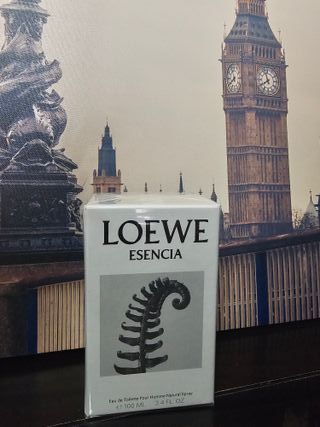 LOEWE
ESENCIA
Eau de Toilette Pour Homme Natural Spray
℮ 100 ML 3.4 FL. OZ